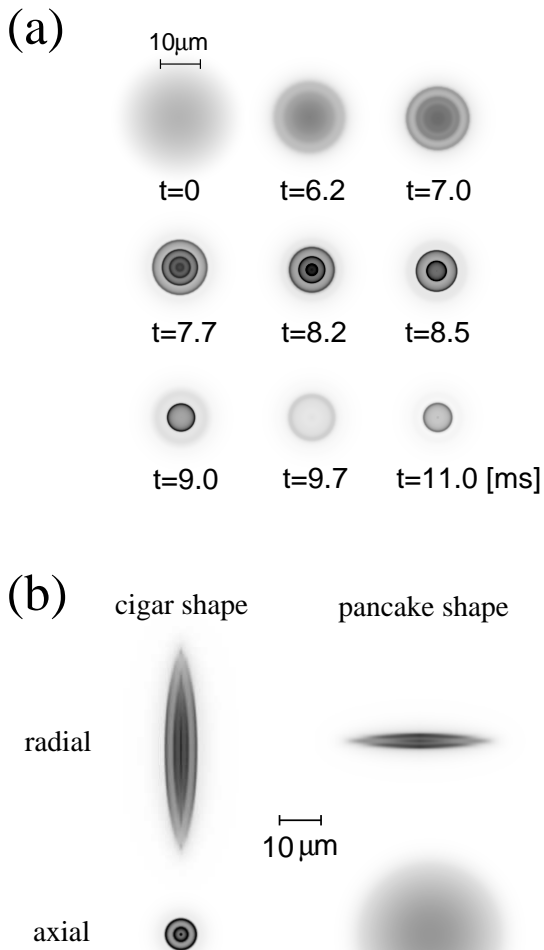 (a)
10μm
t=0 t=6.2 t=7.0
t=7.7 t=8.2 t=8.5
t=9.0 t=9.7 t=11.0 [ms]
(b)
cigar shape pancake shape
radial
10 μm
axial